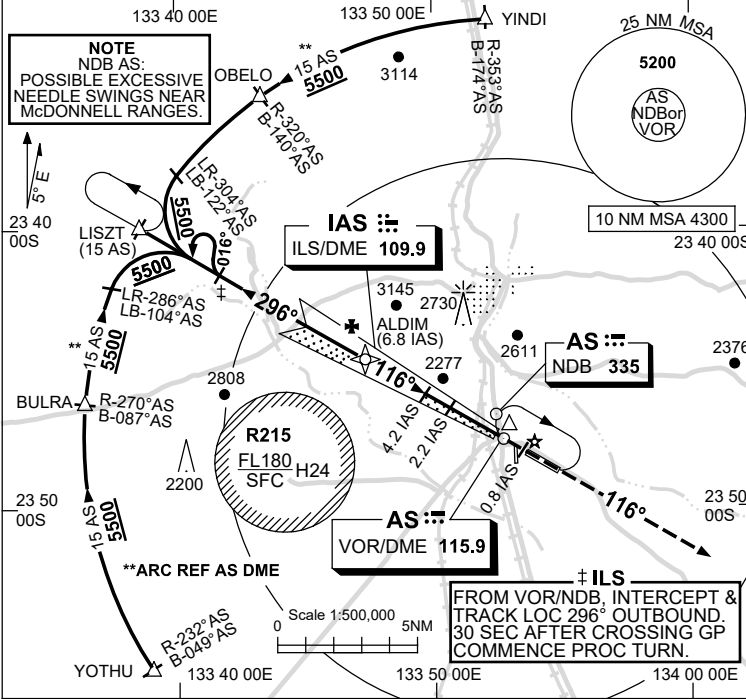 133 40 00E
133 50 00E
YINDI
25 NM MSA
5200
AS
NDBor
VOR
10 NM MSA 4300
NOTE
NDB AS:
POSSIBLE EXCESSIVE
NEEDLE SWINGS NEAR
McDONNELL RANGES.
** 15 AS
5500
3114
R-353°AS
B-174°AS
OBELO
R-320°AS
B-140°AS
5° E
LR-304°AS
LB-122°AS
5500
23 40
00S
LISZT
(15 AS)
016°
IAS
ILS/DME 109.9
23 40 00S
5500
LR-286°AS
LB-104°AS
‡
296°
3145
2730
ALDIM
(6.8 IAS)
2611
AS
NDB 335
2376
** 15 AS
5500
116°
2277
2808
BULRA
R-270°AS
B-087°AS
4.2 IAS
2.2 IAS
0.8 IAS
R215
FL180
SFC
H24
2200
116°
23 50
00S
23 50
00S
15 AS
5500
AS
VOR/DME 115.9
**ARC REF AS DME
‡ ILS
FROM VOR/NDB, INTERCEPT &
TRACK LOC 296° OUTBOUND.
30 SEC AFTER CROSSING GP
COMMENCE PROC TURN.
Scale 1:500,000
0 5NM
R-232°AS
B-049°AS
YOTHU
133 40 00E
133 50 00E
134 00 00E